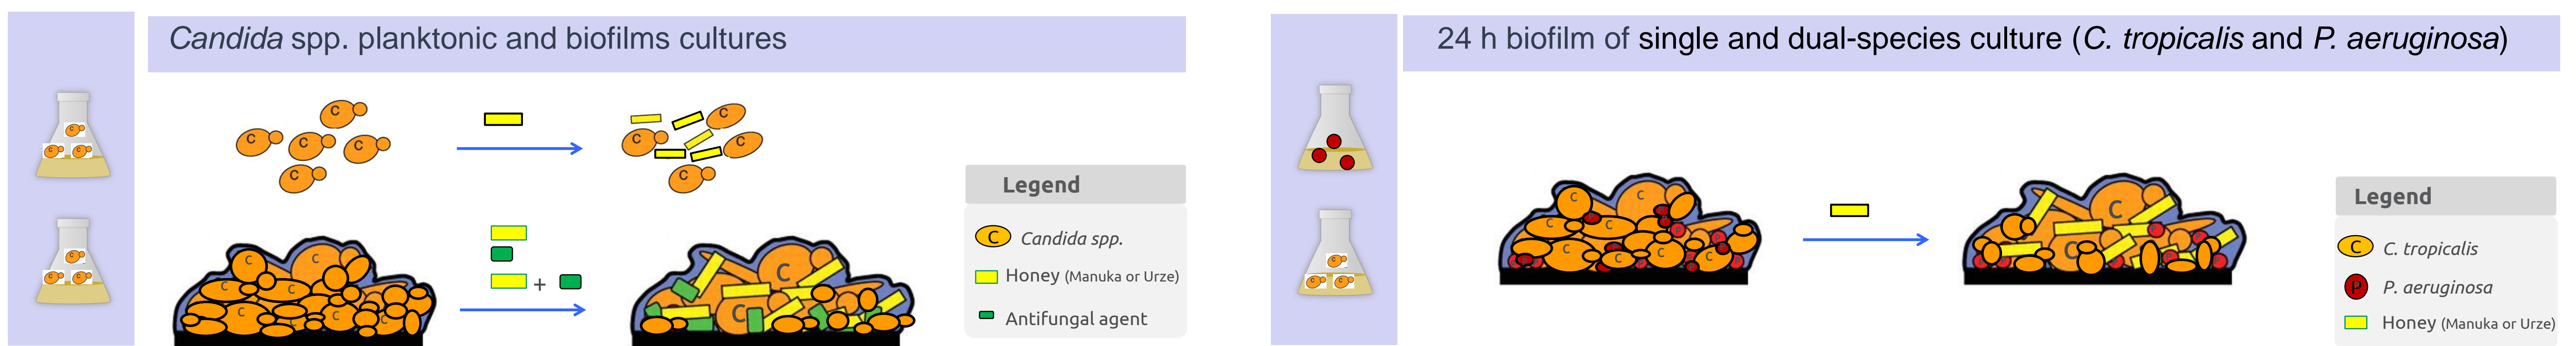 Candida spp. planktonic and biofilms cultures
+
Legend
C Candida spp.
Honey (Manuka or Urze)
Antifungal agent
24 h biofilm of single and dual-species culture (C. tropicalis and P. aeruginosa)
Legend
C C. tropicalis
P P. aeruginosa
Honey (Manuka or Urze)